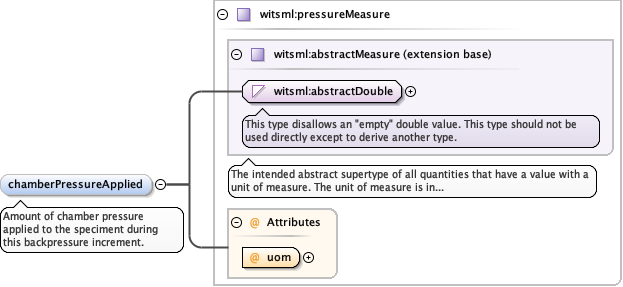 witsml:pressureMeasure
witsml:abstractMeasure (extension base)
witsml:abstractDouble
This type disallows an "empty" double value. This type should not be
used directly except to derive another type.
The intended abstract supertype of all quantities that have a value with a
unit of measure. The unit of measure is in...
chamberPressureApplied
Amount of chamber pressure
applied to the speciment during
this backpressure increment.
@ Attributes
@ uom